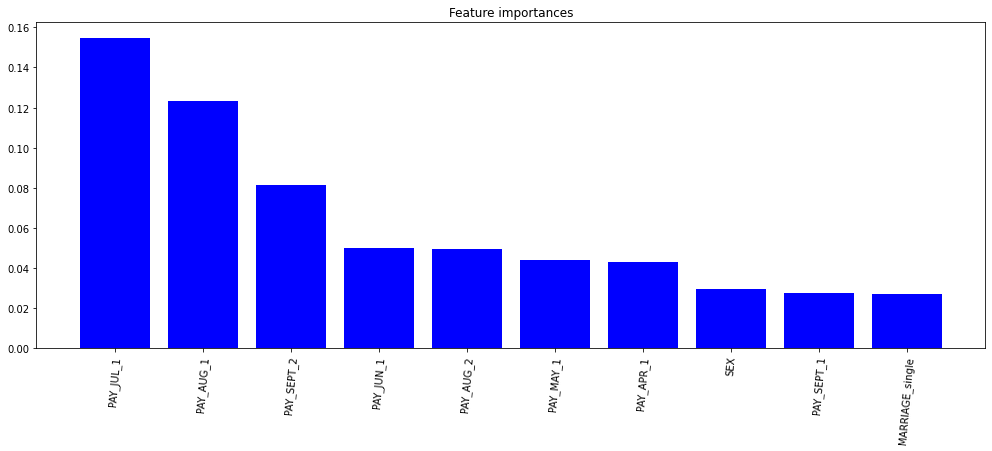 Feature importances
0.16
0.14
0.12
0.10
0.08
0.06
0.04
0.02
0.00
PAY_JUL_1
PAY_AUG_1
PAY_SEPT_2
PAY_JUN_1
PAY_AUG_2
PAY_MAY_1
PAY_APR_1
SEX
PAY_SEPT_1
MARRIAGE_single